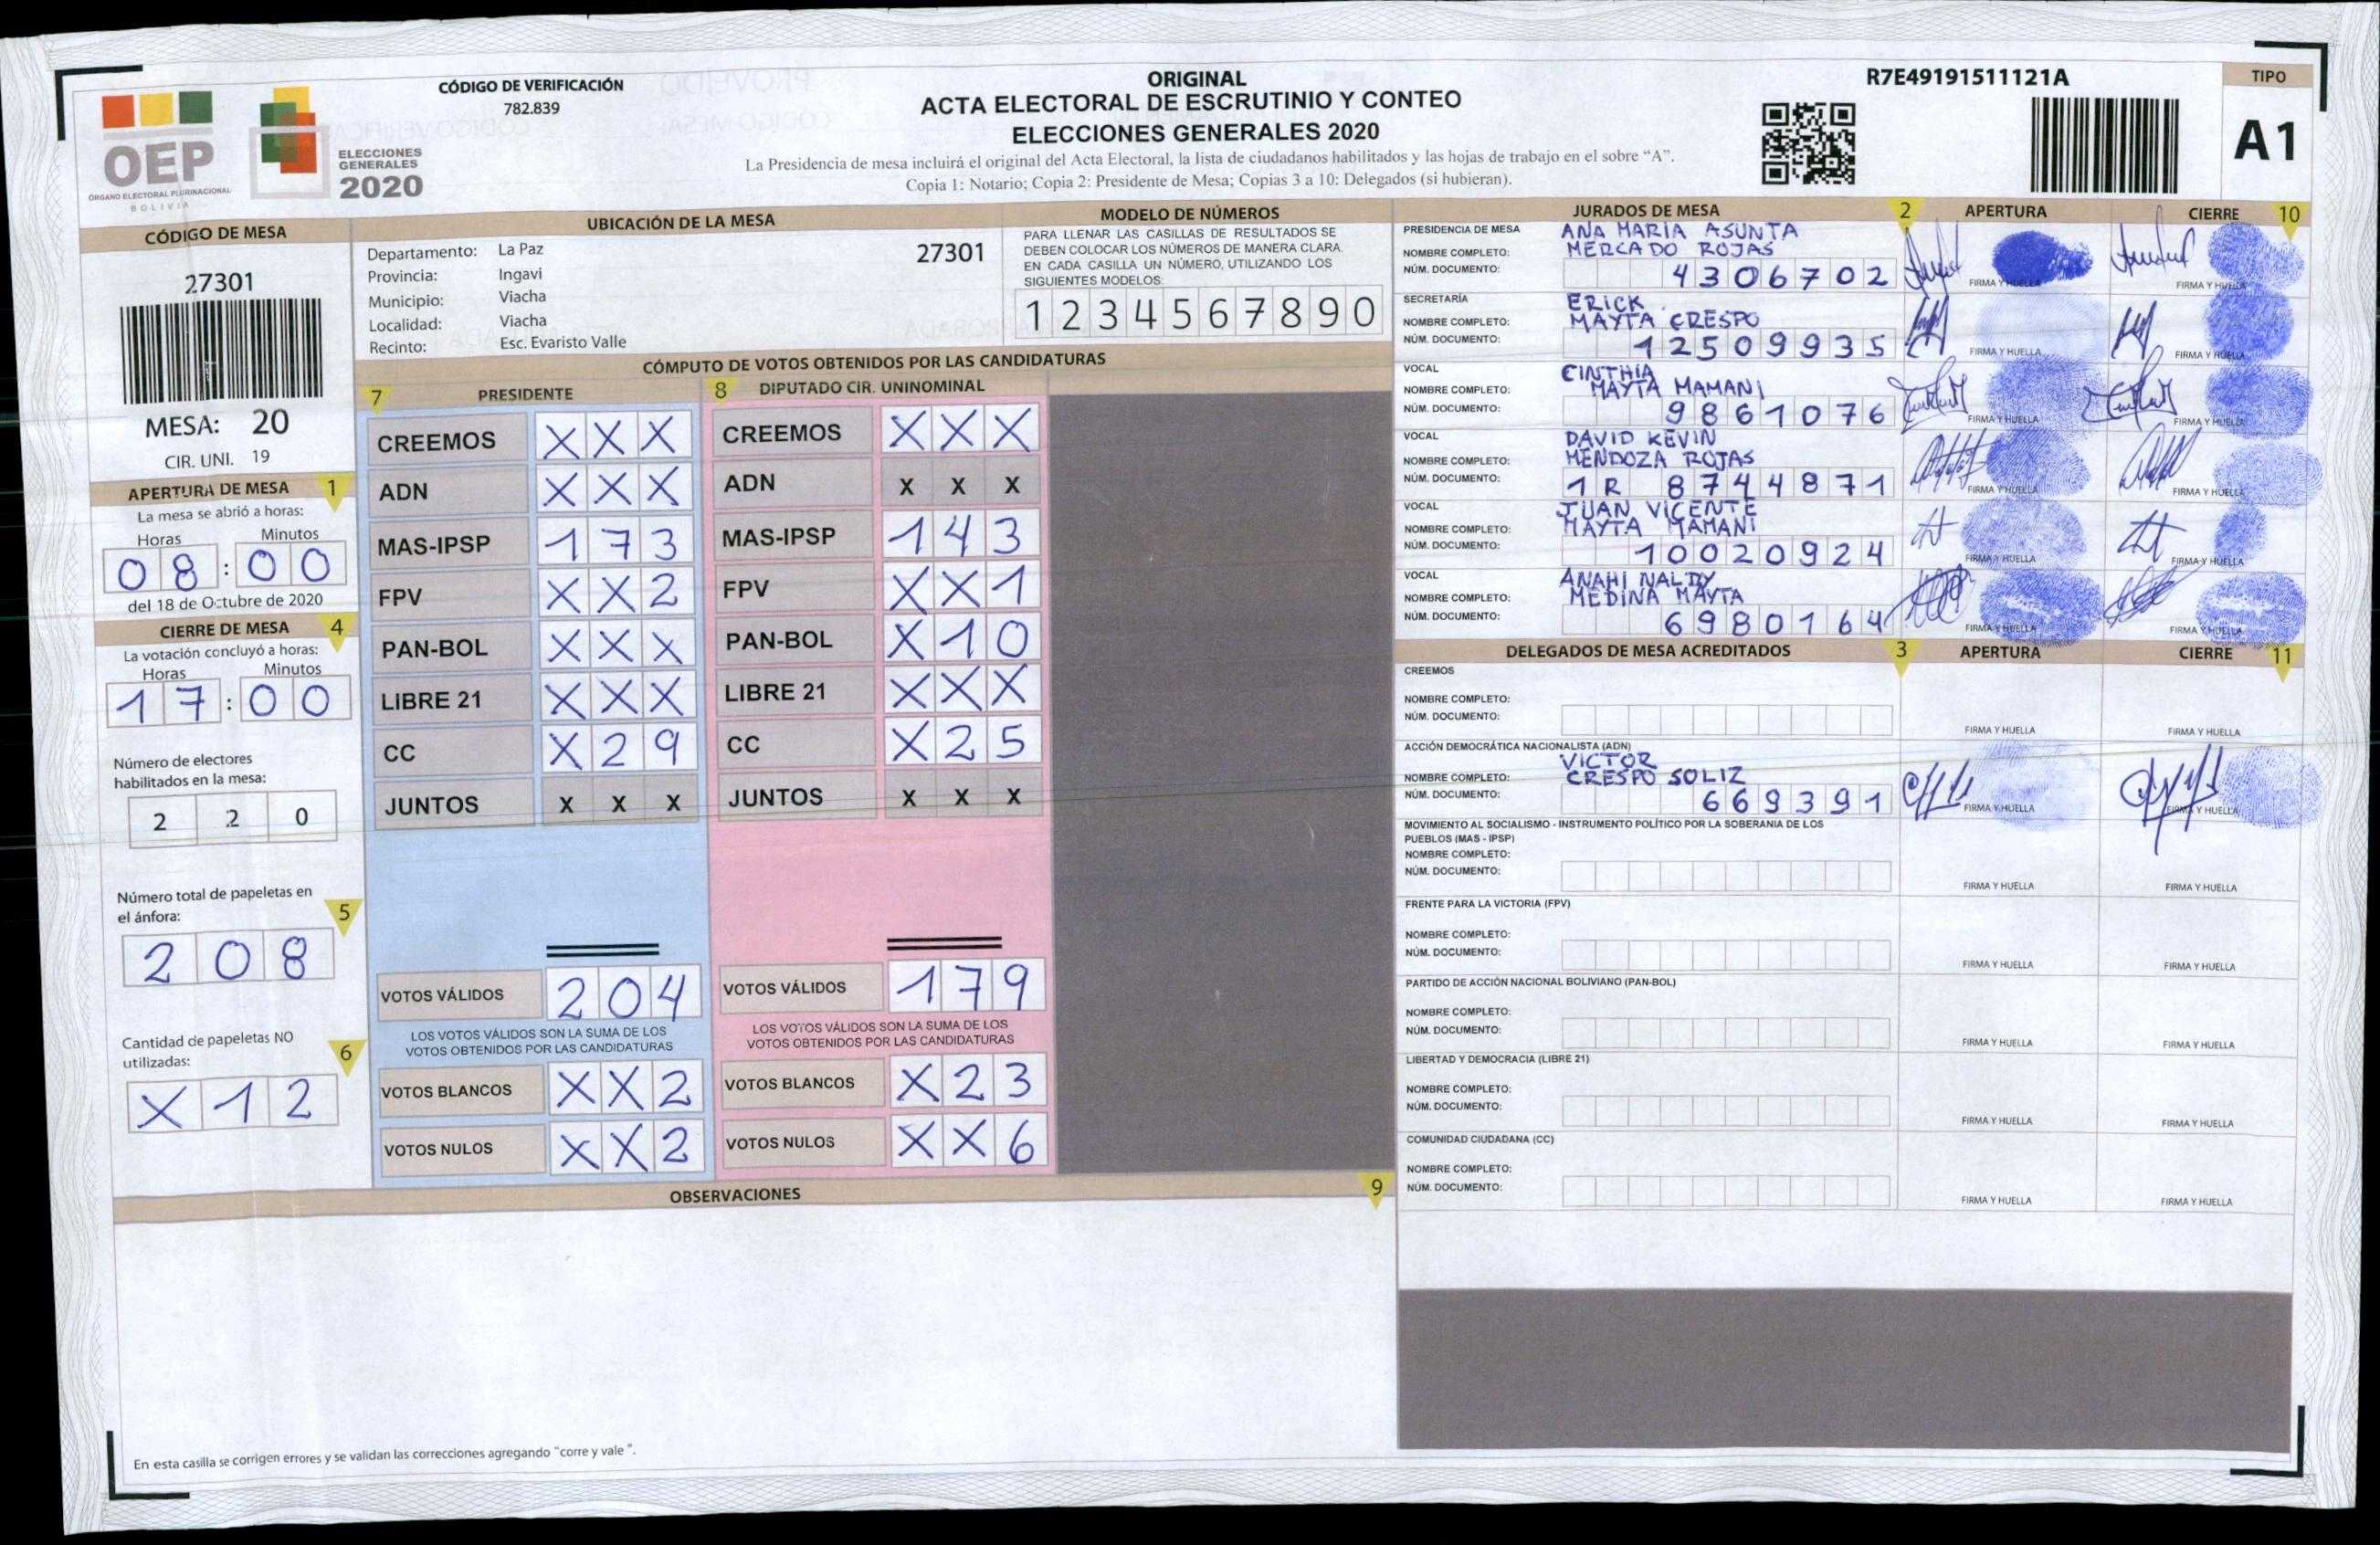 CÓDIGO DE VERIFICACIÓN
782.839
ORIGINAL
ACTA ELECTORAL DE ESCRUTINIO Y CONTEO
ELECCIONES GENERALES 2020
La Presidencia de mesa incluirá el original del Acta Electoral, la lista de ciudadanos habilitados y las hojas de trabajo en el sobre “A”.
Copia 1: Notario; Copia 2: Presidente de Mesa; Copias 3 a 10: Delegados (si hubieran).
R7E49191511121A
TIPO
A1
OEP
ÓRGANO ELECTORAL PLURINACIONAL
BOLIVIA
ELECCIONES
GENERALES
2020
CÓDIGO DE MESA
27301
MESA: 20
CIR. UNI. 19
APERTURA DE MESA 1
La mesa se abrió a horas:
Horas Minutos
08:00
del 18 de Octubre de 2020
CIERRE DE MESA 4
La votación concluyó a horas:
Horas Minutos
17:00
Número de electores
habilitados en la mesa:
2 2 0
Número total de papeletas en
el ánfora: 5
2 0 8
Cantidad de papeletas NO
utilizadas: 6
X 1 2
UBICACIÓN DE LA MESA
Departamento: La Paz 27301
Provincia: Ingavi
Municipio: Viacha
Localidad: Viacha
Recinto: Esc. Evaristo Valle
MODELO DE NÚMEROS
PARA LLENAR LAS CASILLAS DE RESULTADOS SE
DEBEN COLOCAR LOS NÚMEROS DE MANERA CLARA.
EN CADA CASILLA UN NÚMERO, UTILIZANDO LOS
SIGUIENTES MODELOS:
1 2 3 4 5 6 7 8 9 0
CÓMPUTO DE VOTOS OBTENIDOS POR LAS CANDIDATURAS
7 PRESIDENTE
CREEMOS X X X
ADN X X X
MAS-IPSP 1 7 3
FPV X X 2
PAN-BOL X X X
LIBRE 21 X X X
CC X 2 9
JUNTOS X X X
VOTOS VÁLIDOS 2 0 4
LOS VOTOS VÁLIDOS SON LA SUMA DE LOS
VOTOS OBTENIDOS POR LAS CANDIDATURAS
VOTOS BLANCOS X X 2
VOTOS NULOS X X 2
8 DIPUTADO CIR. UNINOMINAL
CREEMOS X X X
ADN X X X
MAS-IPSP 1 4 3
FPV X X 1
PAN-BOL X 1 0
LIBRE 21 X X X
CC X 2 5
JUNTOS X X X
VOTOS VÁLIDOS 1 7 9
LOS VOTOS VÁLIDOS SON LA SUMA DE LOS
VOTOS OBTENIDOS POR LAS CANDIDATURAS
VOTOS BLANCOS X 2 3
VOTOS NULOS X X 6
OBSERVACIONES 9
En esta casilla se corrigen errores y se validan las correcciones agregando “corre y vale”.
JURADOS DE MESA 2 APERTURA CIERRE 10
PRESIDENCIA DE MESA
NOMBRE COMPLETO: ANA MARIA ASUNTA
MERCADO ROJAS
NÚM. DOCUMENTO: 4306702
FIRMA Y HUELLA FIRMA Y HUELLA
SECRETARÍA
NOMBRE COMPLETO: ERICK
MAYTA CRESPO
NÚM. DOCUMENTO: 12509935
FIRMA Y HUELLA FIRMA Y HUELLA
VOCAL
NOMBRE COMPLETO: CINTHIA
MAYTA MAMANI
NÚM. DOCUMENTO: 9861076
FIRMA Y HUELLA FIRMA Y HUELLA
VOCAL
NOMBRE COMPLETO: DAVID KEVIN
MENDOZA ROJAS
NÚM. DOCUMENTO: 1R 8744871
FIRMA Y HUELLA FIRMA Y HUELLA
VOCAL
NOMBRE COMPLETO: JUAN VICENTE
MAYTA MAMANI
NÚM. DOCUMENTO: 10020924
FIRMA Y HUELLA FIRMA Y HUELLA
VOCAL
NOMBRE COMPLETO: ANAHI NALDY
MEDINA MAYTA
NÚM. DOCUMENTO: 6980164
FIRMA Y HUELLA FIRMA Y HUELLA
DELEGADOS DE MESA ACREDITADOS 3 APERTURA CIERRE 11
CREEMOS
NOMBRE COMPLETO:
NÚM. DOCUMENTO:
FIRMA Y HUELLA FIRMA Y HUELLA
ACCIÓN DEMOCRÁTICA NACIONALISTA (ADN)
NOMBRE COMPLETO: VICTOR
CRESPO SOLIZ
NÚM. DOCUMENTO: 669391
FIRMA Y HUELLA FIRMA Y HUELLA
MOVIMIENTO AL SOCIALISMO - INSTRUMENTO POLÍTICO POR LA SOBERANIA DE LOS
PUEBLOS (MAS - IPSP)
NOMBRE COMPLETO:
NÚM. DOCUMENTO:
FIRMA Y HUELLA FIRMA Y HUELLA
FRENTE PARA LA VICTORIA (FPV)
NOMBRE COMPLETO:
NÚM. DOCUMENTO:
FIRMA Y HUELLA FIRMA Y HUELLA
PARTIDO DE ACCIÓN NACIONAL BOLIVIANO (PAN-BOL)
NOMBRE COMPLETO:
NÚM. DOCUMENTO:
FIRMA Y HUELLA FIRMA Y HUELLA
LIBERTAD Y DEMOCRACIA (LIBRE 21)
NOMBRE COMPLETO:
NÚM. DOCUMENTO:
FIRMA Y HUELLA FIRMA Y HUELLA
COMUNIDAD CIUDADANA (CC)
NOMBRE COMPLETO:
NÚM. DOCUMENTO:
FIRMA Y HUELLA FIRMA Y HUELLA